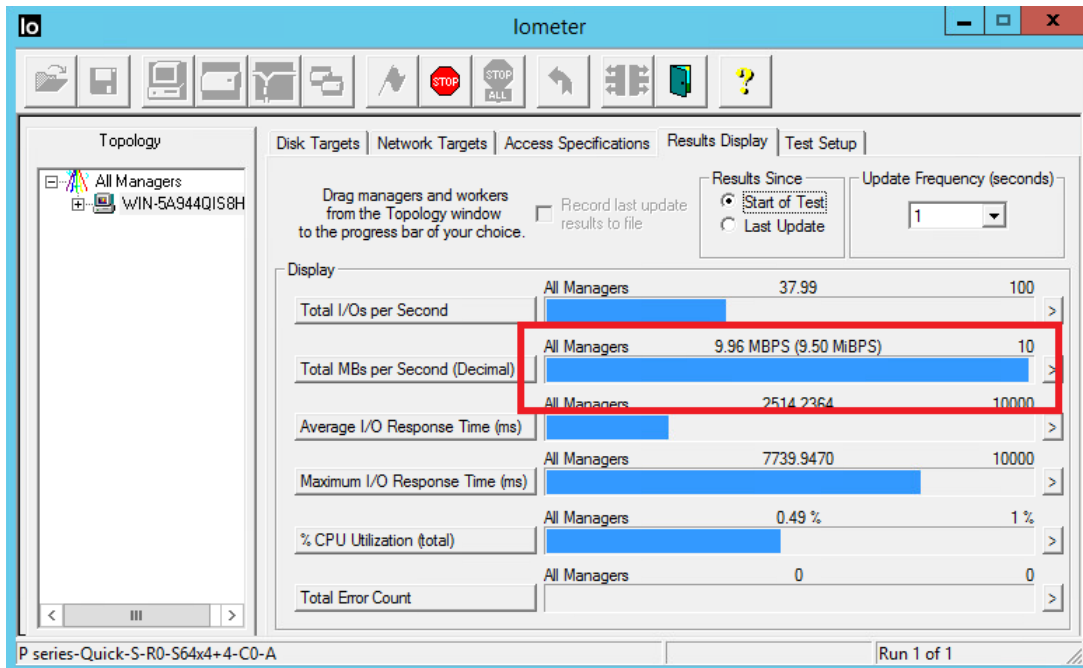 Io
Iometer
STOP
STOP ALL
Topology
Disk Targets Network Targets Access Specifications Results Display Test Setup
All Managers
WIN-5A944QIS8H
Drag managers and workers
from the Topology window
to the progress bar of your choice.
Record last update
results to file
Results Since
Start of Test
Last Update
Update Frequency (seconds)
1
Display
All Managers 37.99 100
Total I/Os per Second >
All Managers 9.96 MBPS (9.50 MiBPS) 10
Total MBs per Second (Decimal) >
All Managers 2514.2364 10000
Average I/O Response Time (ms) >
All Managers 7739.9470 10000
Maximum I/O Response Time (ms) >
All Managers 0.49 % 1 %
% CPU Utilization (total) >
All Managers 0 0
Total Error Count >
P series-Quick-S-R0-S64x4+4-C0-A Run 1 of 1